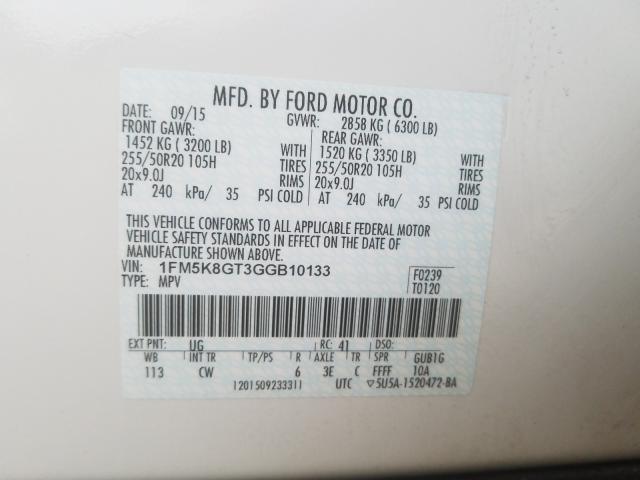 MFD. BY FORD MOTOR CO.
DATE: 09/15 GVWR: 2858 KG ( 6300 LB)
FRONT GAWR: REAR GAWR:
1452 KG ( 3200 LB) WITH 1520 KG ( 3350 LB) WITH
255/50R20 105H TIRES 255/50R20 105H TIRES
20x9.0J RIMS 20x9.0J RIMS
AT 240 kPa/ 35 PSI COLD AT 240 kPa/ 35 PSI COLD
THIS VEHICLE CONFORMS TO ALL APPLICABLE FEDERAL MOTOR
VEHICLE SAFETY STANDARDS IN EFFECT ON THE DATE OF
MANUFACTURE SHOWN ABOVE.
VIN: 1FM5K8GT3GGB10133 F0239
TYPE: MPV T0120
EXT PNT: UG RC: 41 DSO:
WB INT TR TP/PS R AXLE TR SPR GUB1G
113 CW 6 3E C FFFF 10A
1201509233311 UTC ▽5U5A-1520472-BA